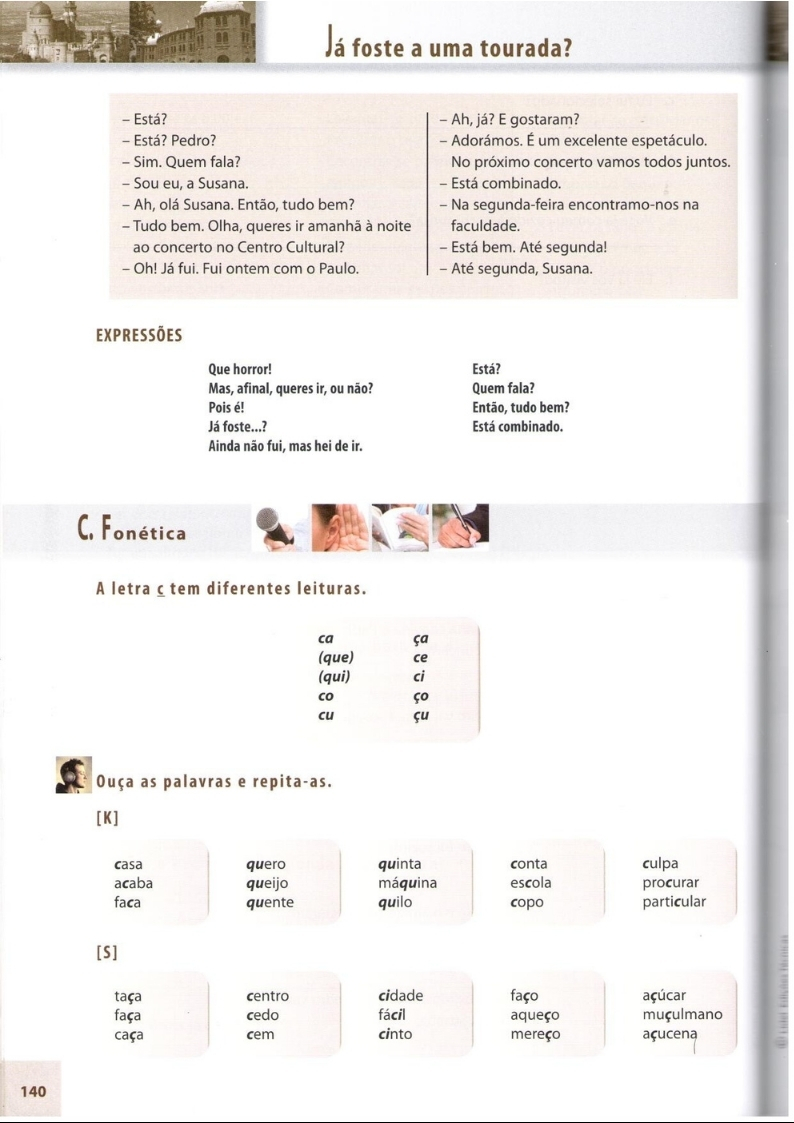 Já foste a uma tourada?
– Está?
– Está? Pedro?
– Sim. Quem fala?
– Sou eu, a Susana.
– Ah, olá Susana. Então, tudo bem?
– Tudo bem. Olha, queres ir amanhã à noite
ao concerto no Centro Cultural?
– Oh! Já fui. Fui ontem com o Paulo.
– Ah, já? E gostaram?
– Adorámos. É um excelente espetáculo.
No próximo concerto vamos todos juntos.
– Está combinado.
– Na segunda-feira encontramo-nos na
faculdade.
– Está bem. Até segunda!
– Até segunda, Susana.
EXPRESSÕES
Que horror!
Mas, afinal, queres ir, ou não?
Pois é!
Já foste...?
Ainda não fui, mas hei de ir.
Está?
Quem fala?
Então, tudo bem?
Está combinado.
C. Fonética
A letra c tem diferentes leituras.
ca ça
(que) ce
(qui) ci
co ço
cu çu
Ouça as palavras e repita-as.
[K]
casa quero quinta conta culpa
acaba queijo máquina escola procurar
faca quente quilo copo particular
[S]
taça centro cidade faço açúcar
faça cedo fácil aqueço muçulmano
caça cem cinto mereço açucena
140